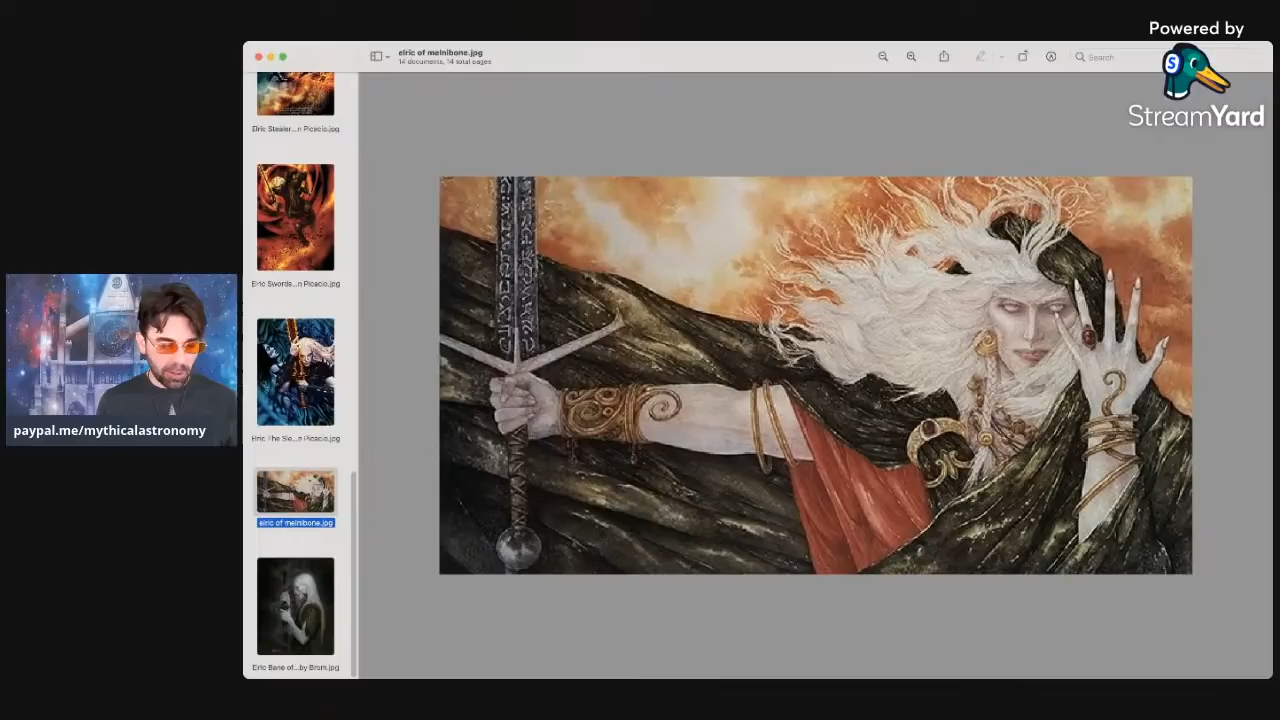 Powered by
StreamYard
elric of melnibone.jpg
14 documents, 14 total pages
Search
Elric Stealer...n Picacio.jpg
Elric Swords...n Picacio.jpg
Elric The Sle...n Picacio.jpg
elric of melnibone.jpg
Elric Bane of...by Brom.jpg
paypal.me/mythicalastronomy